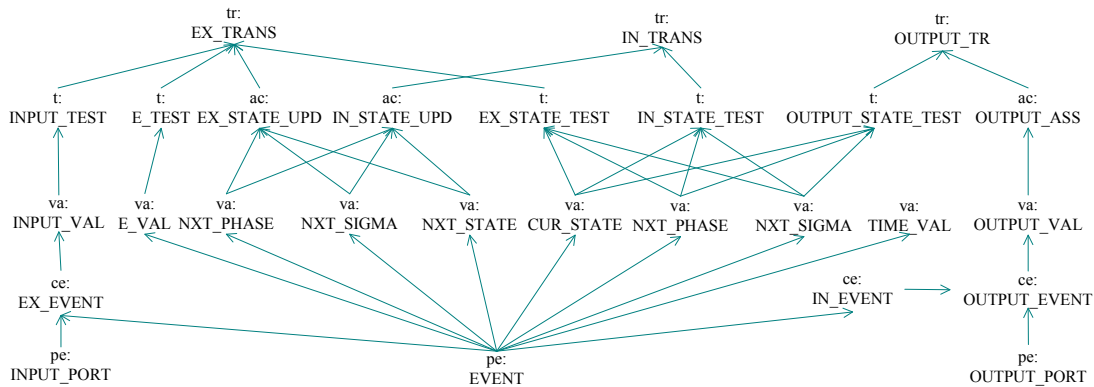 tr: tr: tr:
EX_TRANS IN_TRANS OUTPUT_TR
t: t: ac: ac: t: t: t: ac:
INPUT_TEST E_TEST EX_STATE_UPD IN_STATE_UPD EX_STATE_TEST IN_STATE_TEST OUTPUT_STATE_TEST OUTPUT_ASS
va: va: va: va: va: va: va: va: va: va:
INPUT_VAL E_VAL NXT_PHASE NXT_SIGMA NXT_STATE CUR_STATE NXT_PHASE NXT_SIGMA TIME_VAL OUTPUT_VAL
ce: ce: ce:
EX_EVENT IN_EVENT OUTPUT_EVENT
pe: pe: pe:
INPUT_PORT EVENT OUTPUT_PORT